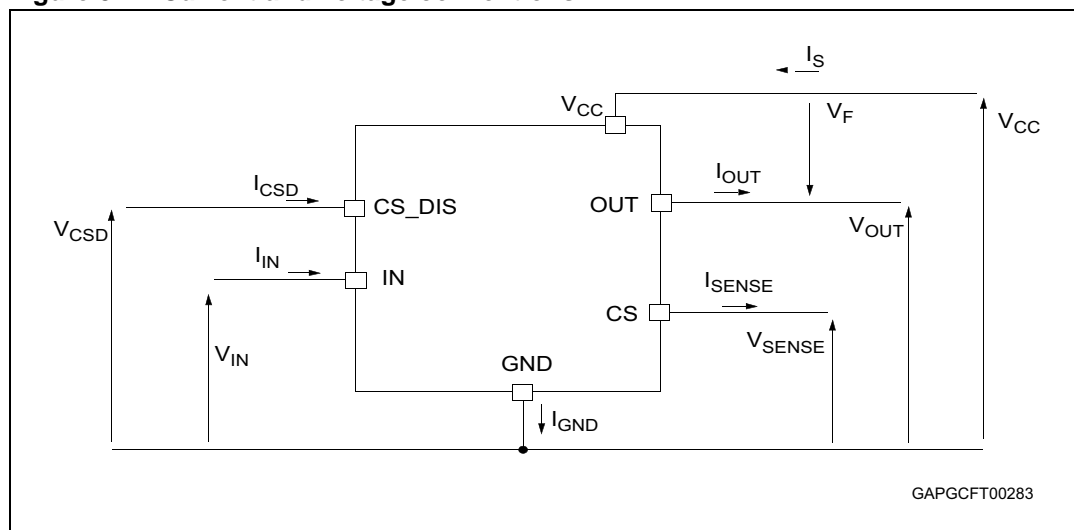 I_S
V_CC
V_F
V_CC
I_OUT
I_CSD
CS_DIS
OUT
V_CSD
V_OUT
I_IN
IN
I_SENSE
CS
V_IN
V_SENSE
GND
I_GND
GAPGCFT00283